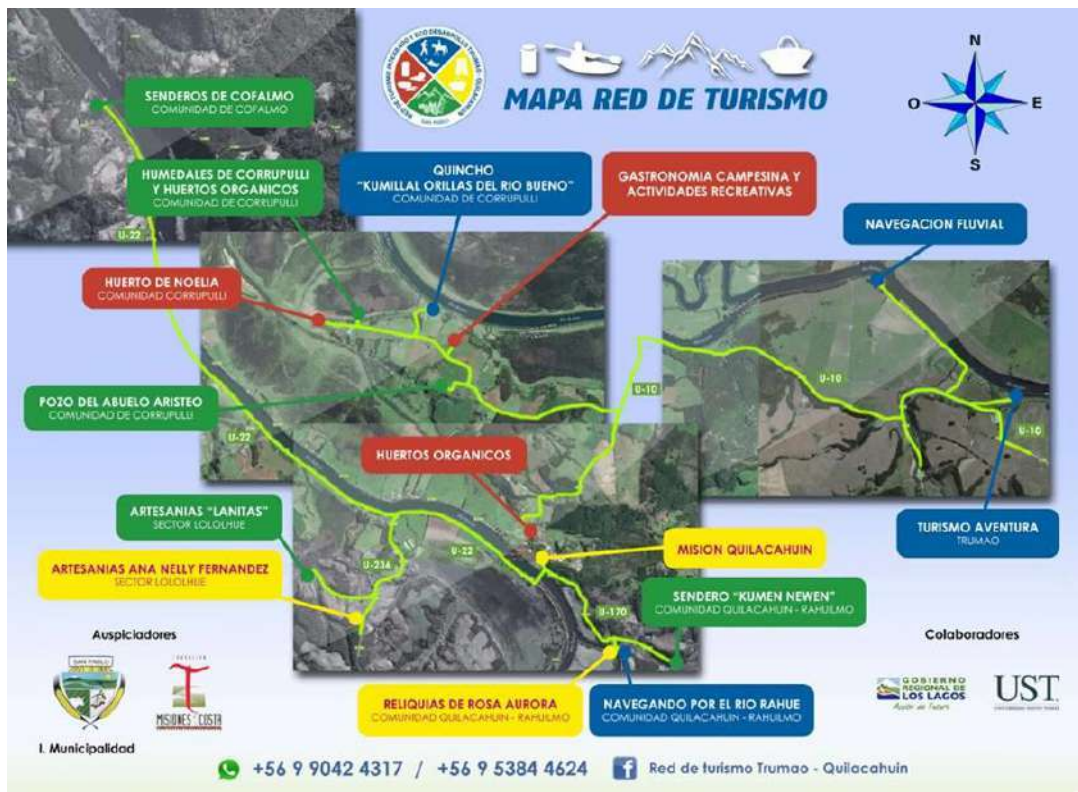 MAPA RED DE TURISMO
N
O
E
S
SENDEROS DE COFALMO
COMUNIDAD DE COFALMO
HUMEDALES DE CORRUPULLI
Y HUERTOS ORGANICOS
COMUNIDAD DE CORRUPULLI
QUINCHO
"KUMILLAL ORILLAS DEL RIO BUENO"
COMUNIDAD DE CORRUPULLI
GASTRONOMIA CAMPESINA Y
ACTIVIDADES RECREATIVAS
NAVEGACION FLUVIAL
U-22
HUERTO DE NOELIA
COMUNIDAD CORRUPULLI
POZO DEL ABUELO ARISTEO
COMUNIDAD DE CORRUPULLI
U-10
U-10
U-10
U-22
HUERTOS ORGANICOS
ARTESANIAS "LANITAS"
SECTOR LOLOLHUE
TURISMO AVENTURA
TRUMAO
U-22
MISION QUILACAHUIN
ARTESANIAS ANA NELLY FERNANDEZ
SECTOR LOLOLHUE
SENDERO "KUMEN NEWEN"
COMUNIDAD QUILACAHUIN - RAHUILMO
U-170
Auspiciadores
Colaboradores
SAN PABLO
MISIONES COSTA
RELIQUIAS DE ROSA AURORA
COMUNIDAD QUILACAHUIN - RAHUILMO
NAVEGANDO POR EL RIO RAHUE
COMUNIDAD QUILACAHUIN - RAHUILMO
GOBIERNO
REGIONAL DE
LOS LAGOS
UST
I. Municipalidad
+56 9 9042 4317 / +56 9 5384 4624
Red de turismo Trumao - Quilacahuin